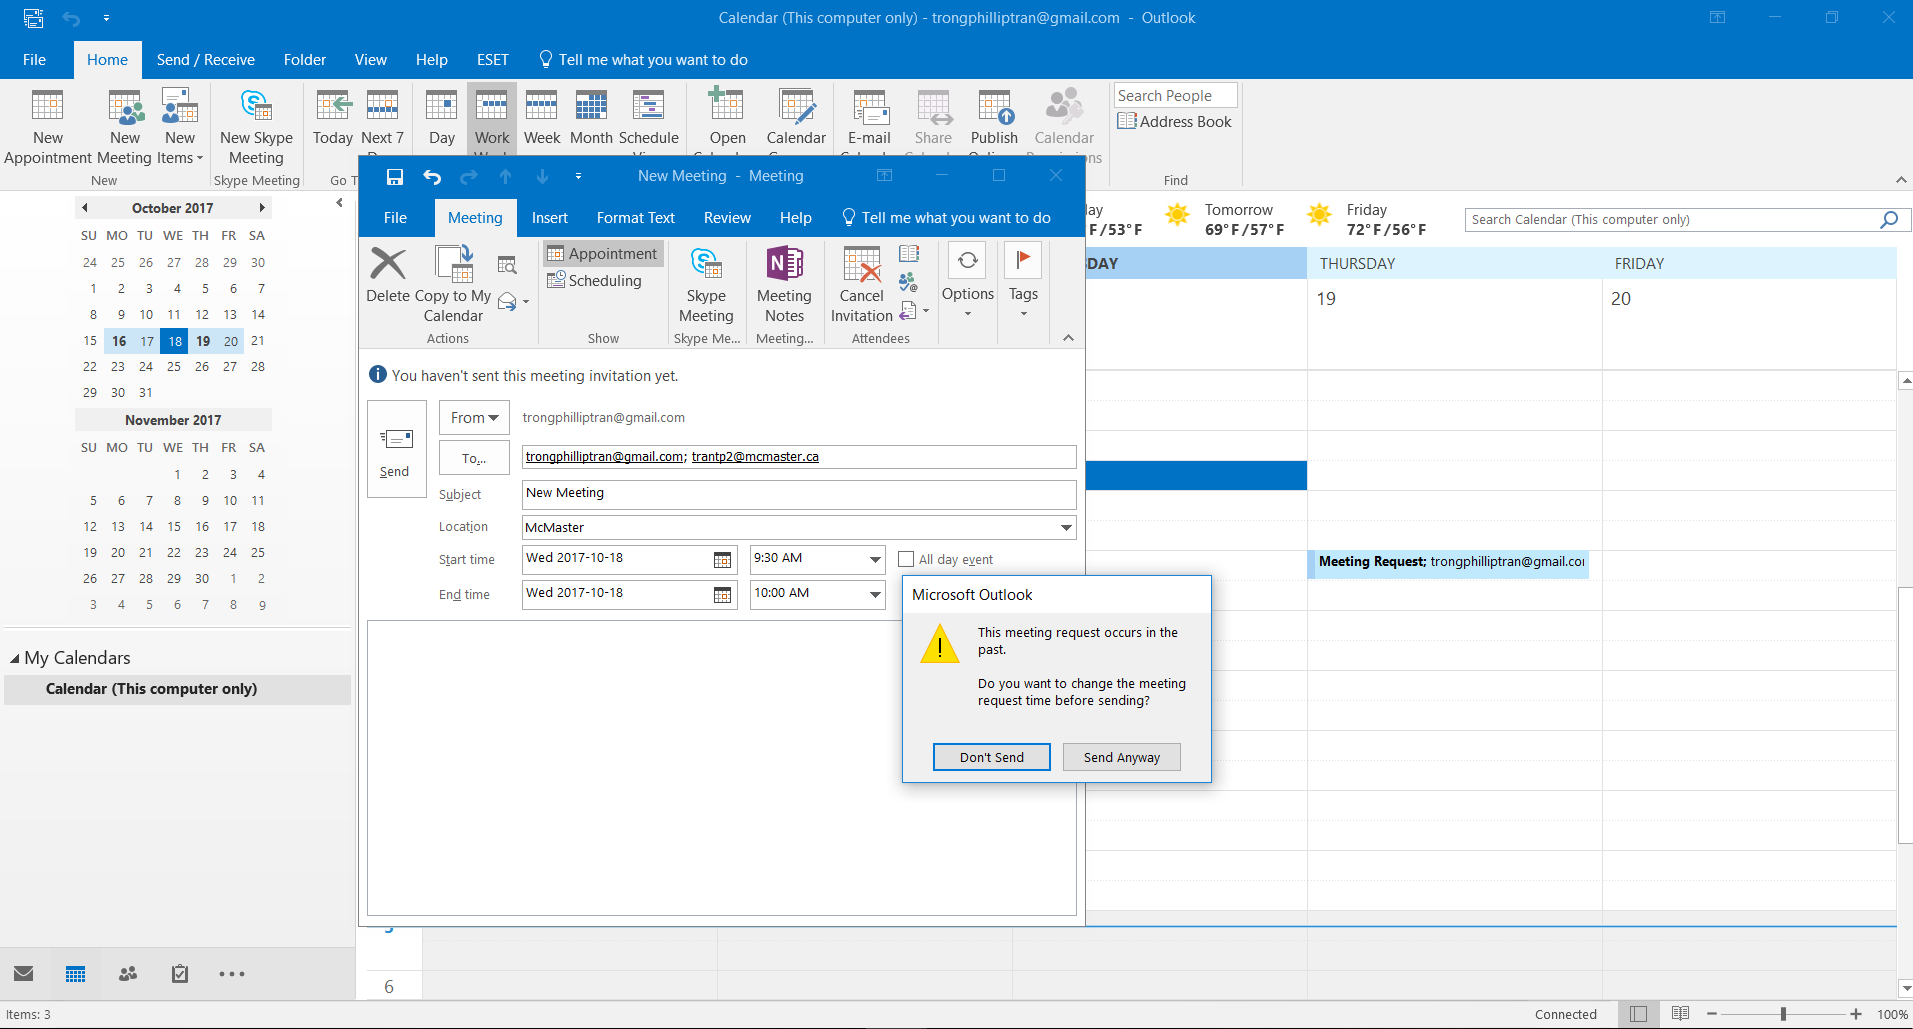 Calendar (This computer only) - trongphilliptran@gmail.com - Outlook
File Home Send / Receive Folder View Help ESET Tell me what you want to do
New Appointment
New Meeting
New Items
New
New Skype Meeting
Skype Meeting
Today Next 7
Go T
Day Work Week Month Schedule
Open Calendar
E-mail Share Publish Calendar
Search People
Address Book
Find
October 2017
SU MO TU WE TH FR SA
24 25 26 27 28 29 30
1 2 3 4 5 6 7
8 9 10 11 12 13 14
15 16 17 18 19 20 21
22 23 24 25 26 27 28
29 30 31
November 2017
SU MO TU WE TH FR SA
1 2 3 4
5 6 7 8 9 10 11
12 13 14 15 16 17 18
19 20 21 22 23 24 25
26 27 28 29 30 1 2
3 4 5 6 7 8 9
My Calendars
Calendar (This computer only)
Items: 3
New Meeting - Meeting
File Meeting Insert Format Text Review Help Tell me what you want to do
Delete
Copy to My Calendar
Actions
Appointment
Scheduling
Show
Skype Meeting
Skype Me...
Meeting Notes
Meeting...
Cancel Invitation
Attendees
Options
Tags
You haven't sent this meeting invitation yet.
Send
From trongphilliptran@gmail.com
To... trongphilliptran@gmail.com; trantp2@mcmaster.ca
Subject New Meeting
Location McMaster
Start time Wed 2017-10-18 9:30 AM All day event
End time Wed 2017-10-18 10:00 AM
Microsoft Outlook
This meeting request occurs in the
past.
Do you want to change the meeting
request time before sending?
Don't Send Send Anyway
ay
F/53°F
Tomorrow
69°F/57°F
Friday
72°F/56°F
Search Calendar (This computer only)
DAY THURSDAY FRIDAY
19 20
Meeting Request; trongphilliptran@gmail.co
6
Connected 100%